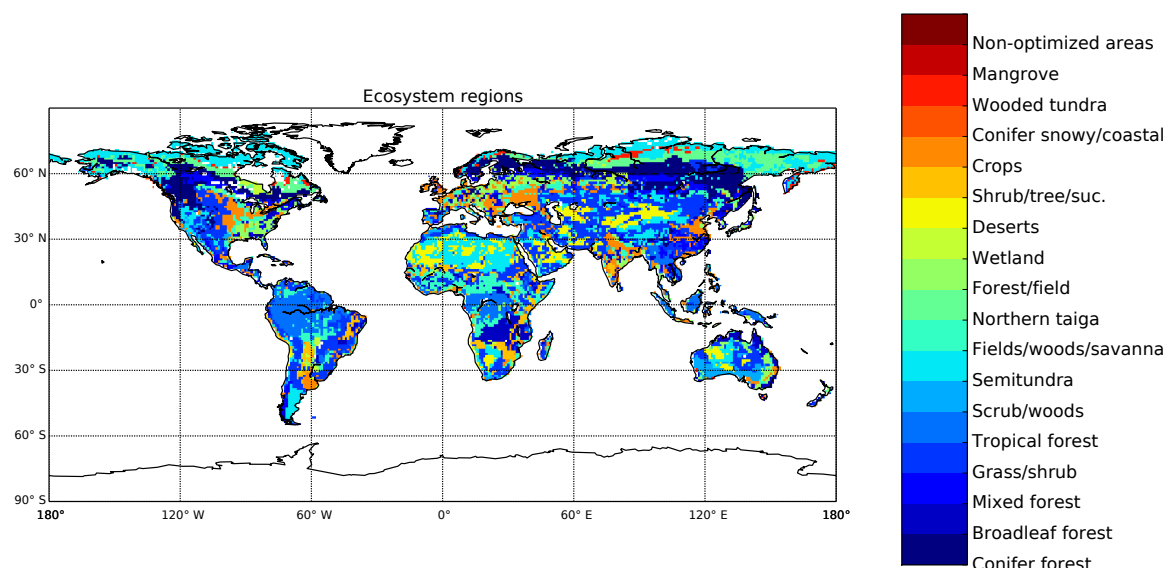 Ecosystem regions
60° N
30° N
0°
30° S
60° S
90° S
180°
120° W
60° W
0°
60° E
120° E
180°
Non-optimized areas
Mangrove
Wooded tundra
Conifer snowy/coastal
Crops
Shrub/tree/suc.
Deserts
Wetland
Forest/field
Northern taiga
Fields/woods/savanna
Semitundra
Scrub/woods
Tropical forest
Grass/shrub
Mixed forest
Broadleaf forest
Conifer forest